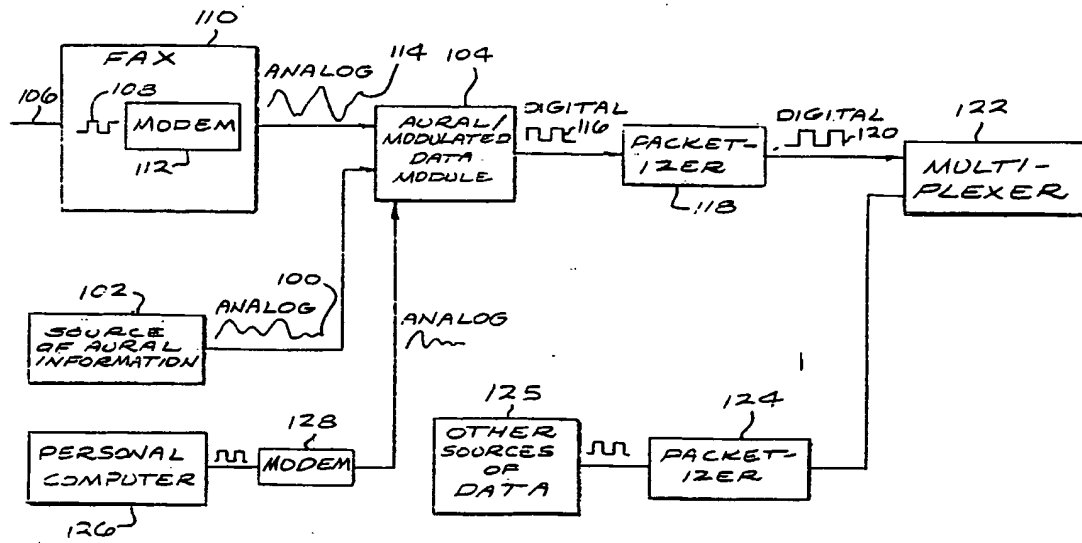 110
FAX
106
108
MODEM
112
ANALOG
114
104
AURAL/
MODULATED
DATA
MODULE
DIGITAL
116
PACKET-
IZER
118
DIGITAL
120
122
MULTI-
PLEXER
102
SOURCE
OF AURAL
INFORMATION
ANALOG
100
ANALOG
PERSONAL
COMPUTER
126
128
MODEM
125
OTHER
SOURCES
OF
DATA
124
PACKET-
IZER